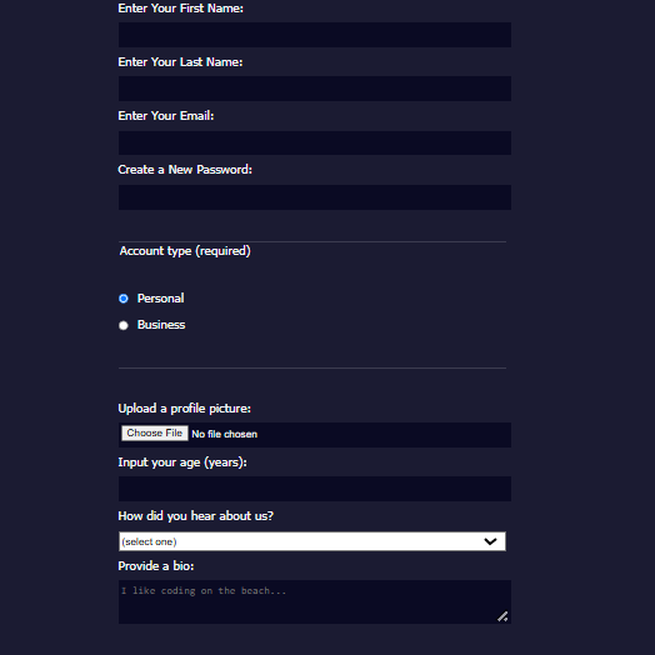 Enter Your First Name:
Enter Your Last Name:
Enter Your Email:
Create a New Password:
Account type (required)
Personal
Business
Upload a profile picture:
Choose File No file chosen
Input your age (years):
How did you hear about us?
(select one)
Provide a bio:
I like coding on the beach...